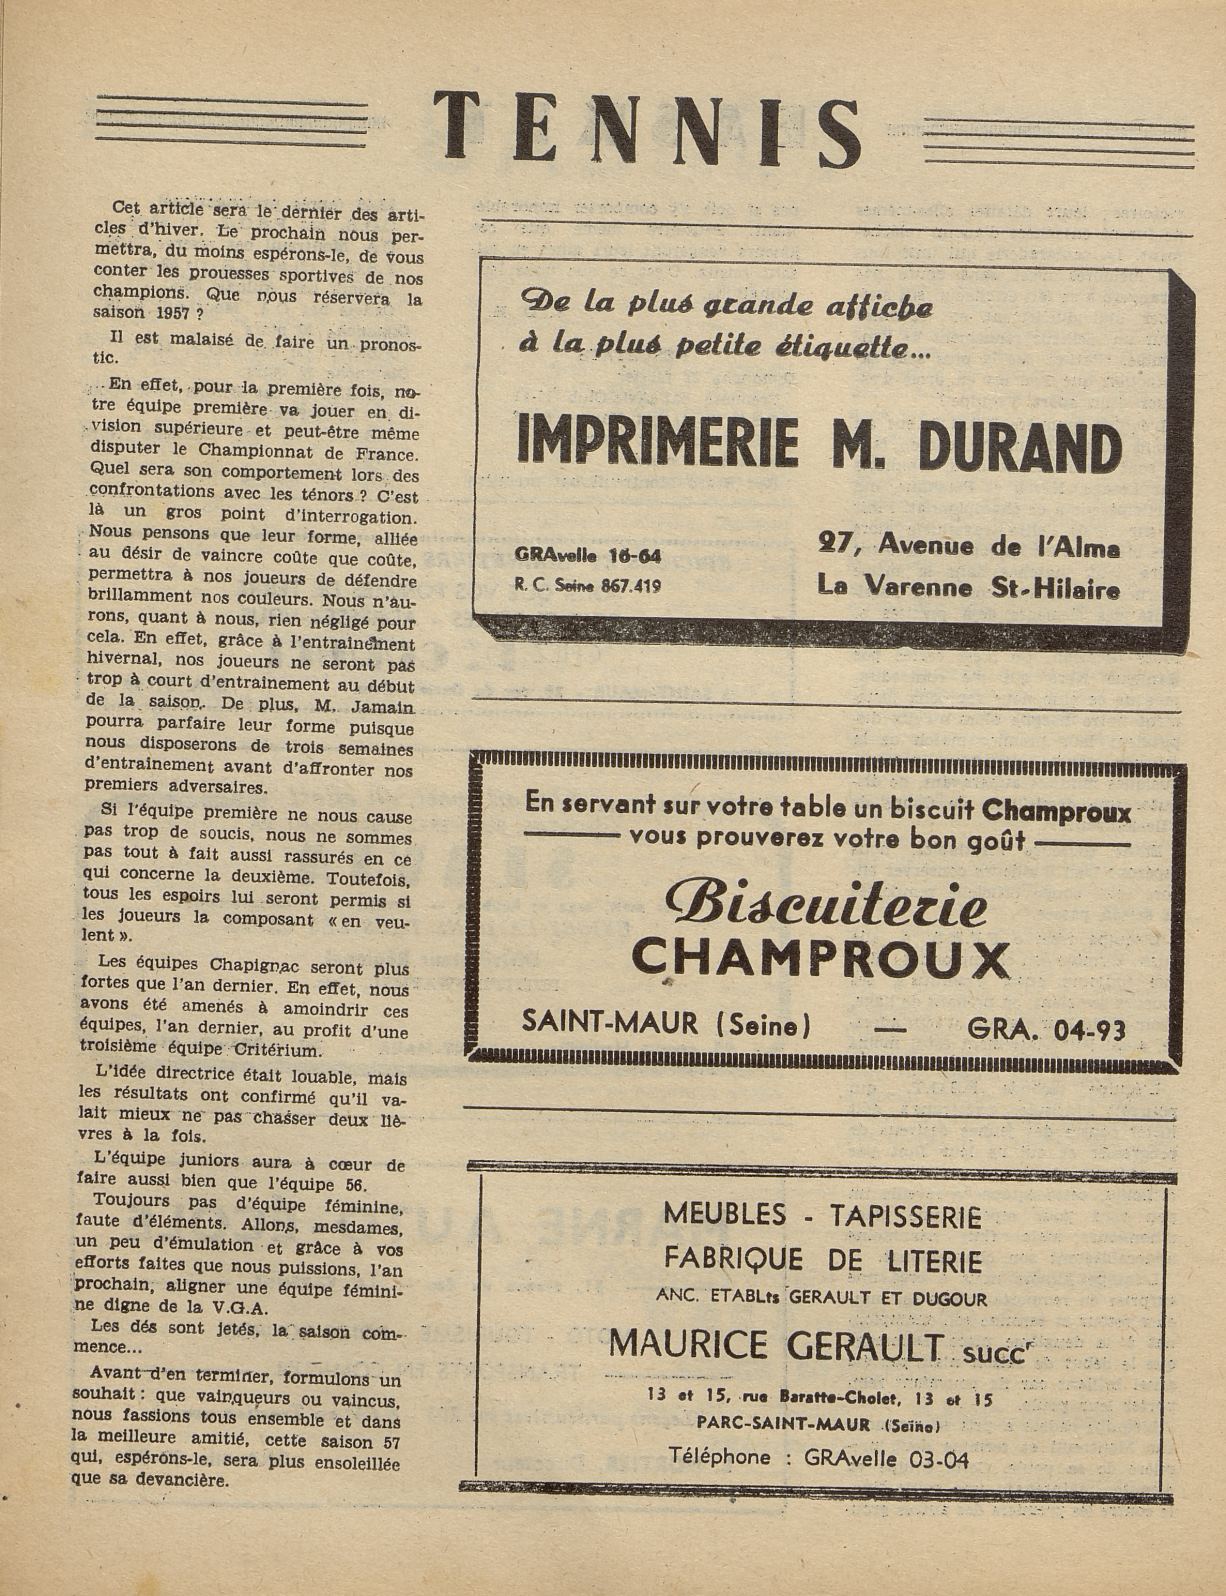 TENNIS
Cet article sera le dernier des arti-
cles d'hiver. Le prochain nous per-
mettra, du moins espérons-le, de vous
conter les prouesses sportives de nos
champions. Que nous réservera la
saison 1957 ?
Il est malaisé de faire un pronos-
tic.
En effet, pour la première fois, no-
tre équipe première va jouer en di-
vision supérieure et peut-être même
disputer le Championnat de France.
Quel sera son comportement lors des
confrontations avec les ténors ? C'est
là un gros point d'interrogation.
Nous pensons que leur forme, alliée
au désir de vaincre coûte que coûte,
permettra à nos joueurs de défendre
brillamment nos couleurs. Nous n'au-
rons, quant à nous, rien négligé pour
cela. En effet, grâce à l'entraînement
hivernal, nos joueurs ne seront pas
trop à court d'entrainement au début
de la saison. De plus, M. Jamain
pourra parfaire leur forme puisque
nous disposerons de trois semaines
d'entrainement avant d'affronter nos
premiers adversaires.
Si l'équipe première ne nous cause
pas trop de soucis, nous ne sommes
pas tout à fait aussi rassurés en ce
qui concerne la deuxième. Toutefois,
tous les espoirs lui seront permis si
les joueurs la composant « en veu-
lent ».
Les équipes Chapignac seront plus
fortes que l'an dernier. En effet, nous
avons été amenés à amoindrir ces
équipes, l'an dernier, au profit d'une
troisième équipe Critérium.
L'idée directrice était louable, mais
les résultats ont confirmé qu'il va-
lait mieux ne pas chasser deux liè-
vres à la fois.
L'équipe juniors aura à cœur de
faire aussi bien que l'équipe 56.
Toujours pas d'équipe féminine,
faute d'éléments. Allons, mesdames,
un peu d'émulation et grâce à vos
efforts faites que nous puissions, l'an
prochain, aligner une équipe fémini-
ne digne de la V.G.A.
Les dés sont jetés, la saison com-
mence...
Avant d'en terminer, formulons un
souhait : que vainqueurs ou vaincus,
nous fassions tous ensemble et dans
la meilleure amitié, cette saison 57
qui, espérons-le, sera plus ensoleillée
que sa devancière.
De la plus grande affiche
à la plus petite étiquette...
IMPRIMERIE M. DURAND
GRAvelle 16-64
R. C. Seine 867.419
27, Avenue de l'Alma
La Varenne St-Hilaire
En servant sur votre table un biscuit Champroux
vous prouverez votre bon goût
Biscuiterie
CHAMPROUX
SAINT-MAUR (Seine) — GRA. 04-93
MEUBLES - TAPISSERIE
FABRIQUE DE LITERIE
ANC. ETABLts GERAULT ET DUGOUR
MAURICE GERAULT succr
13 et 15, rue Baratte-Cholet, 13 et 15
PARC-SAINT-MAUR (Seine)
Téléphone : GRAvelle 03-04